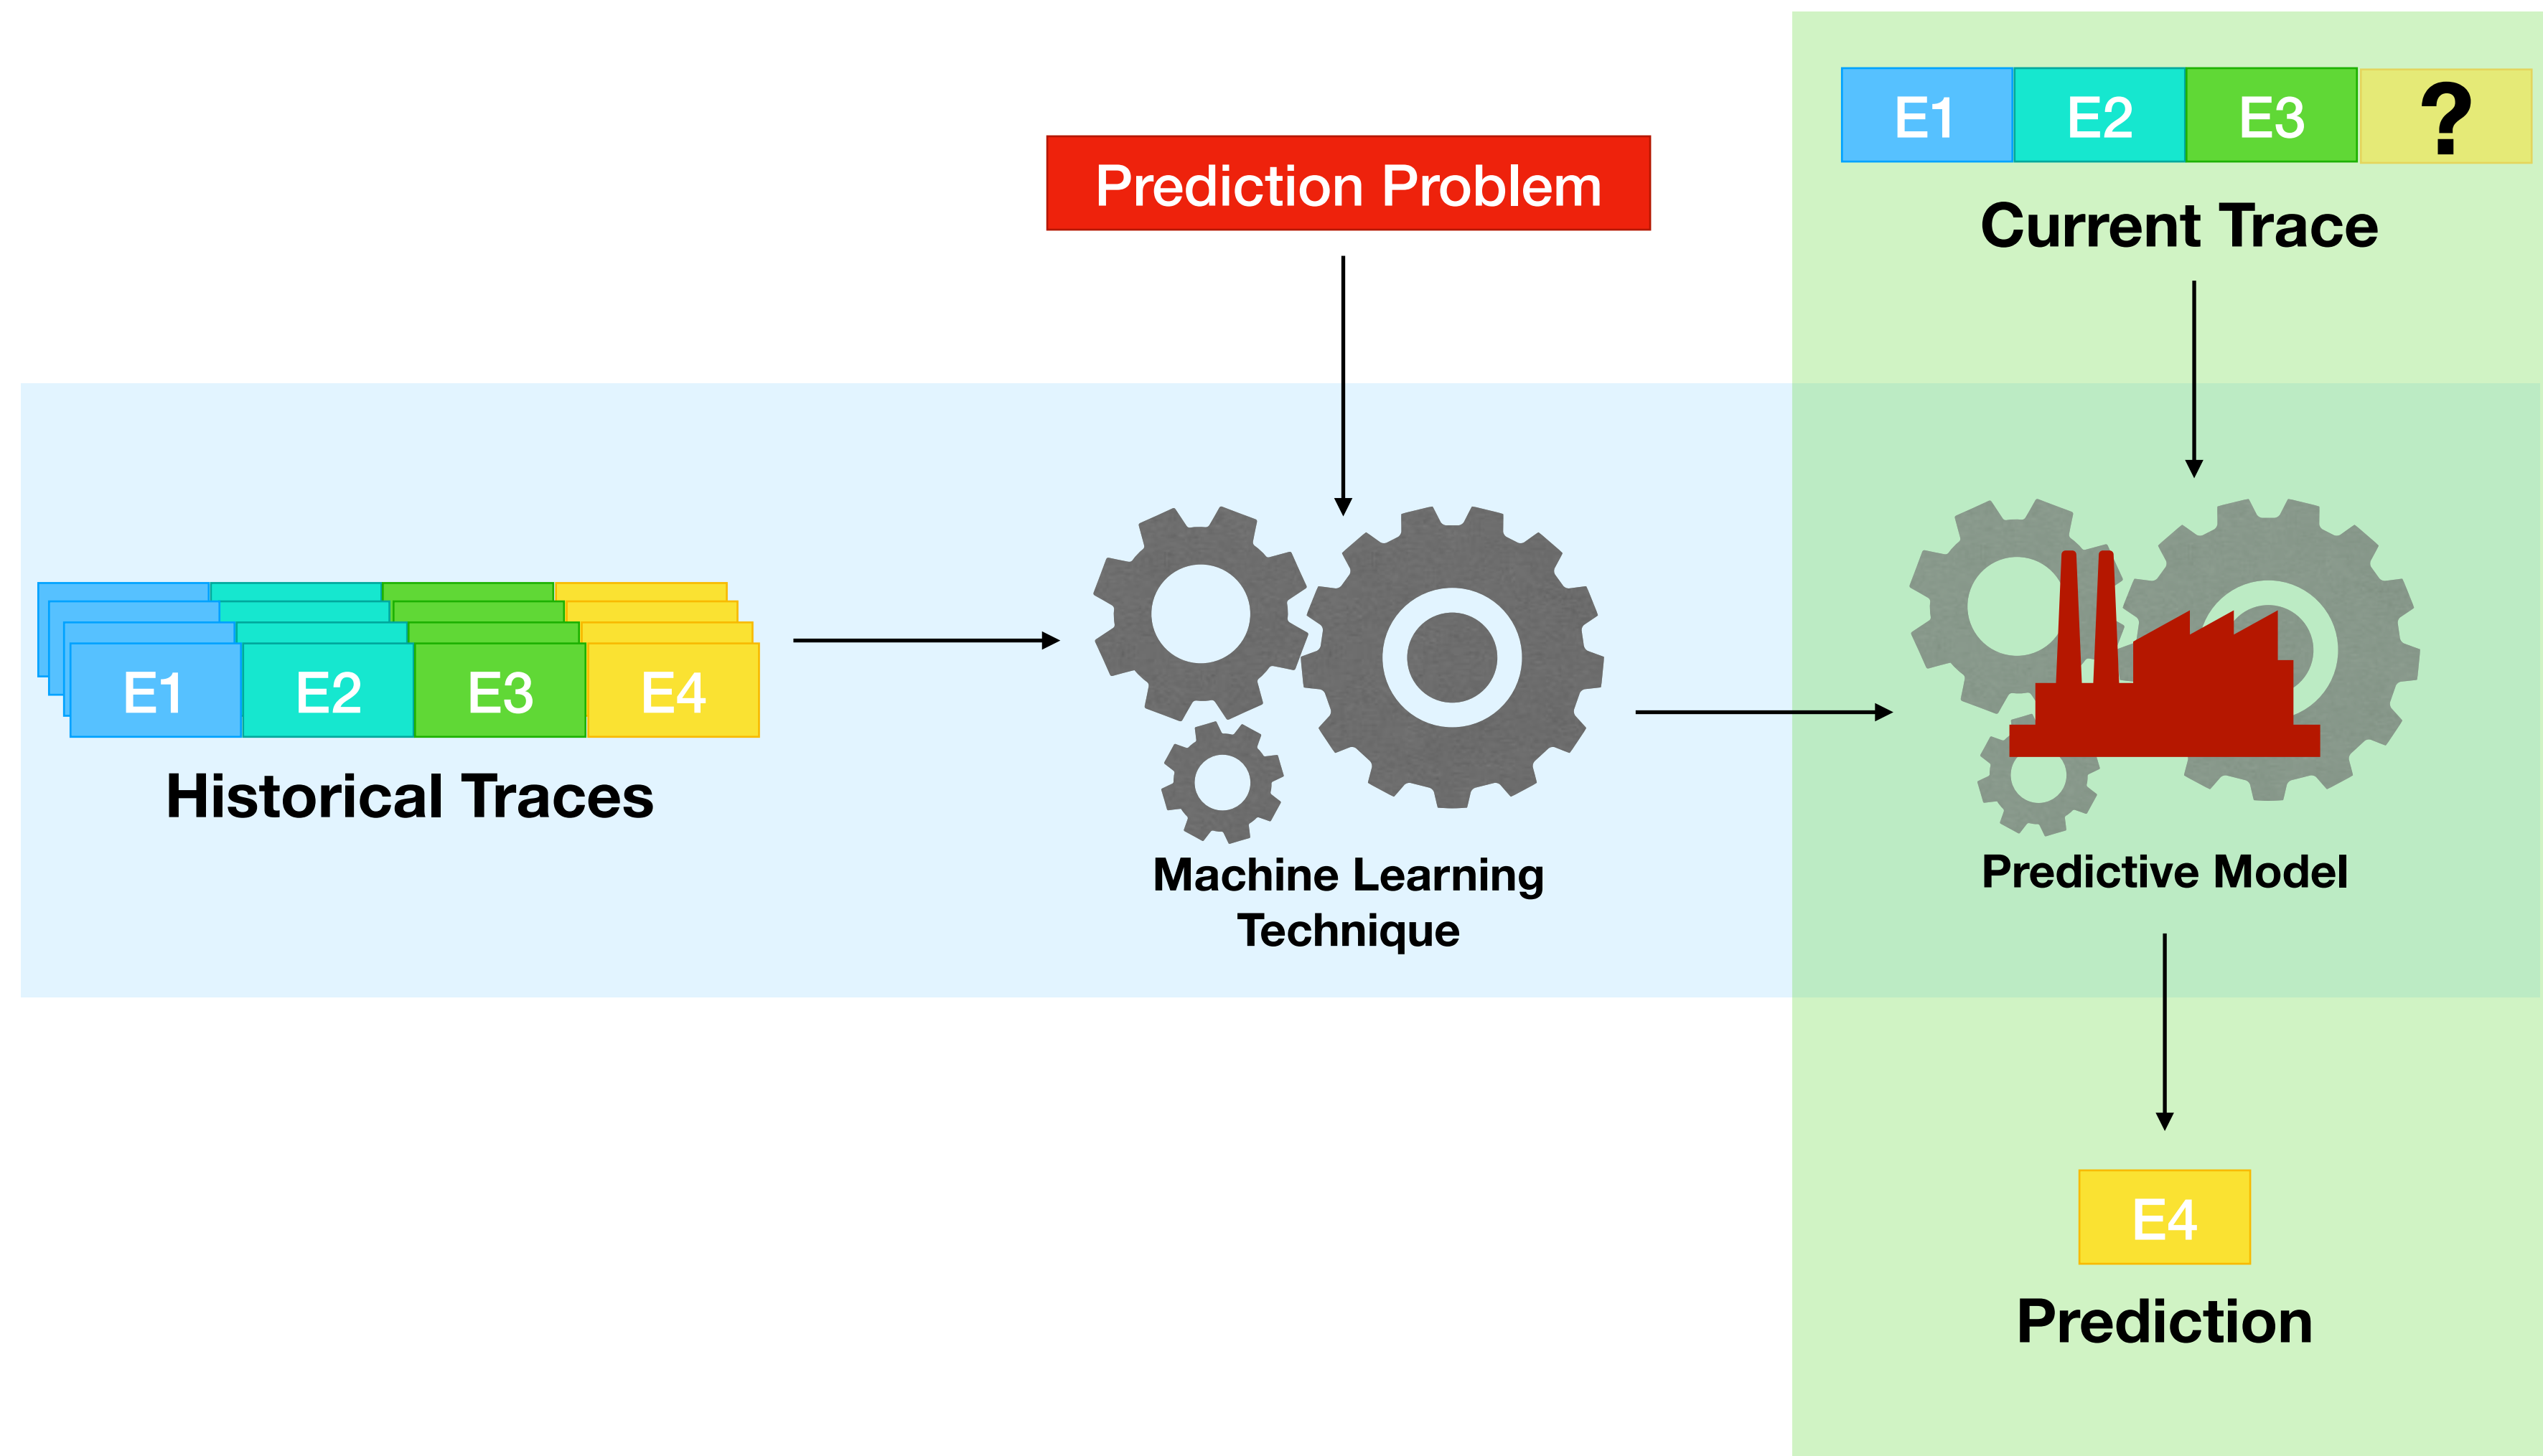 E1 E2 E3 ?
Current Trace
Prediction Problem
E1 E2 E3 E4
Historical Traces
Machine Learning
Technique
Predictive Model
E4
Prediction